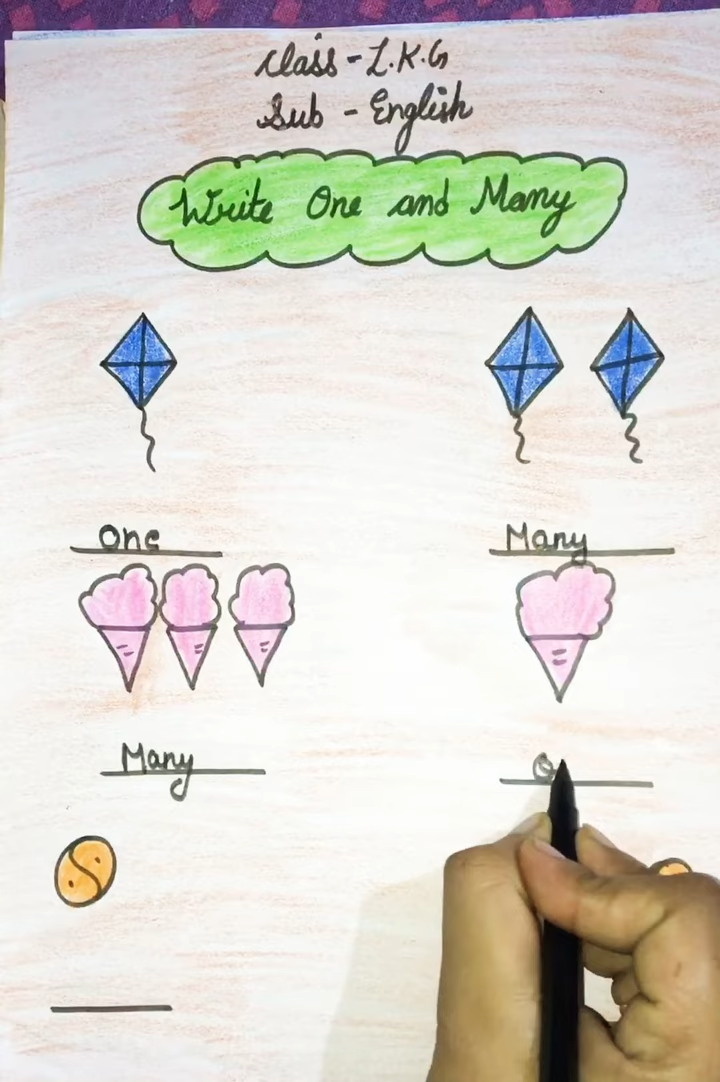 Class - L.K.G
Sub - English
Write One and Many
One
Many
Many
O